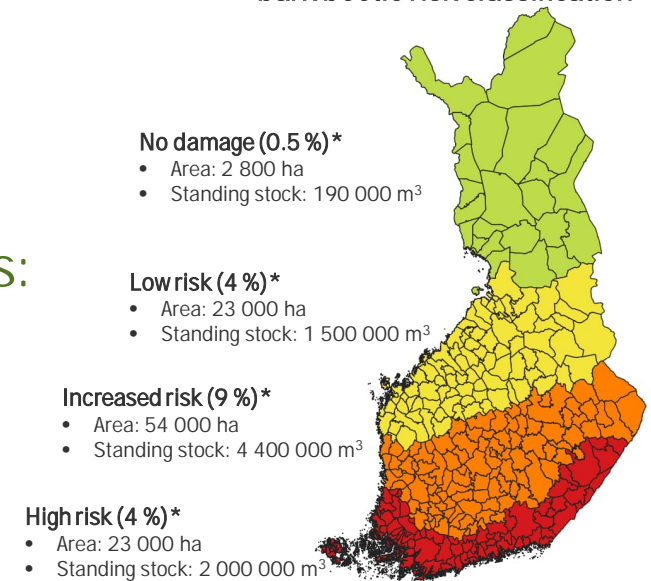 No damage (0.5 %)*
• Area: 2 800 ha
• Standing stock: 190 000 m³
s:
Low risk (4 %)*
• Area: 23 000 ha
• Standing stock: 1 500 000 m³
Increased risk (9 %)*
• Area: 54 000 ha
• Standing stock: 4 400 000 m³
High risk (4 %)*
• Area: 23 000 ha
• Standing stock: 2 000 000 m³